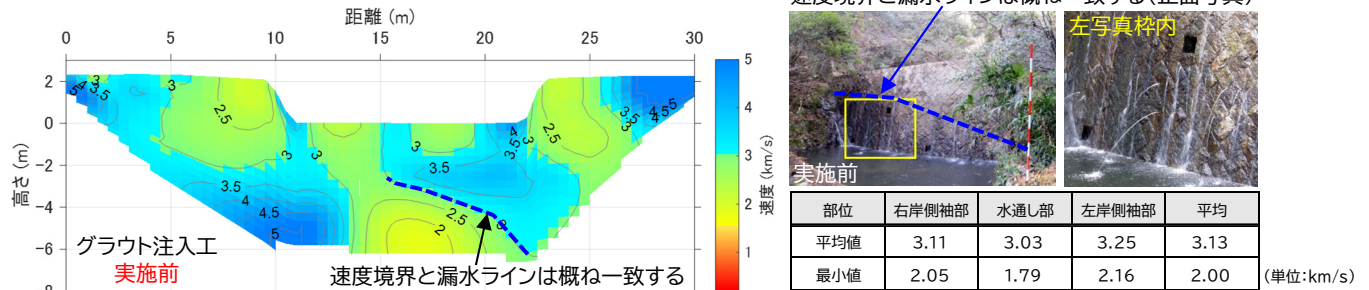 距離 (m)
0 5 10 15 20 25 30
高さ (m)
2
0
-2
-4
-6
5
4
3
2
1
速度 (km/s)
グラウト注入工
実施前
速度境界と漏水ラインは概ね一致する
3
3.5
4
5
3
2.5
3
3
3
3.5
4
3.5
3
2.5
3
3.5
4.5
5
3.5
4
4.5
5
2.5
2
実施前
左写真枠内
部位 右岸側袖部 水通し部 左岸側袖部 平均
平均値 3.11 3.03 3.25 3.13
最小値 2.05 1.79 2.16 2.00
(単位:km/s)